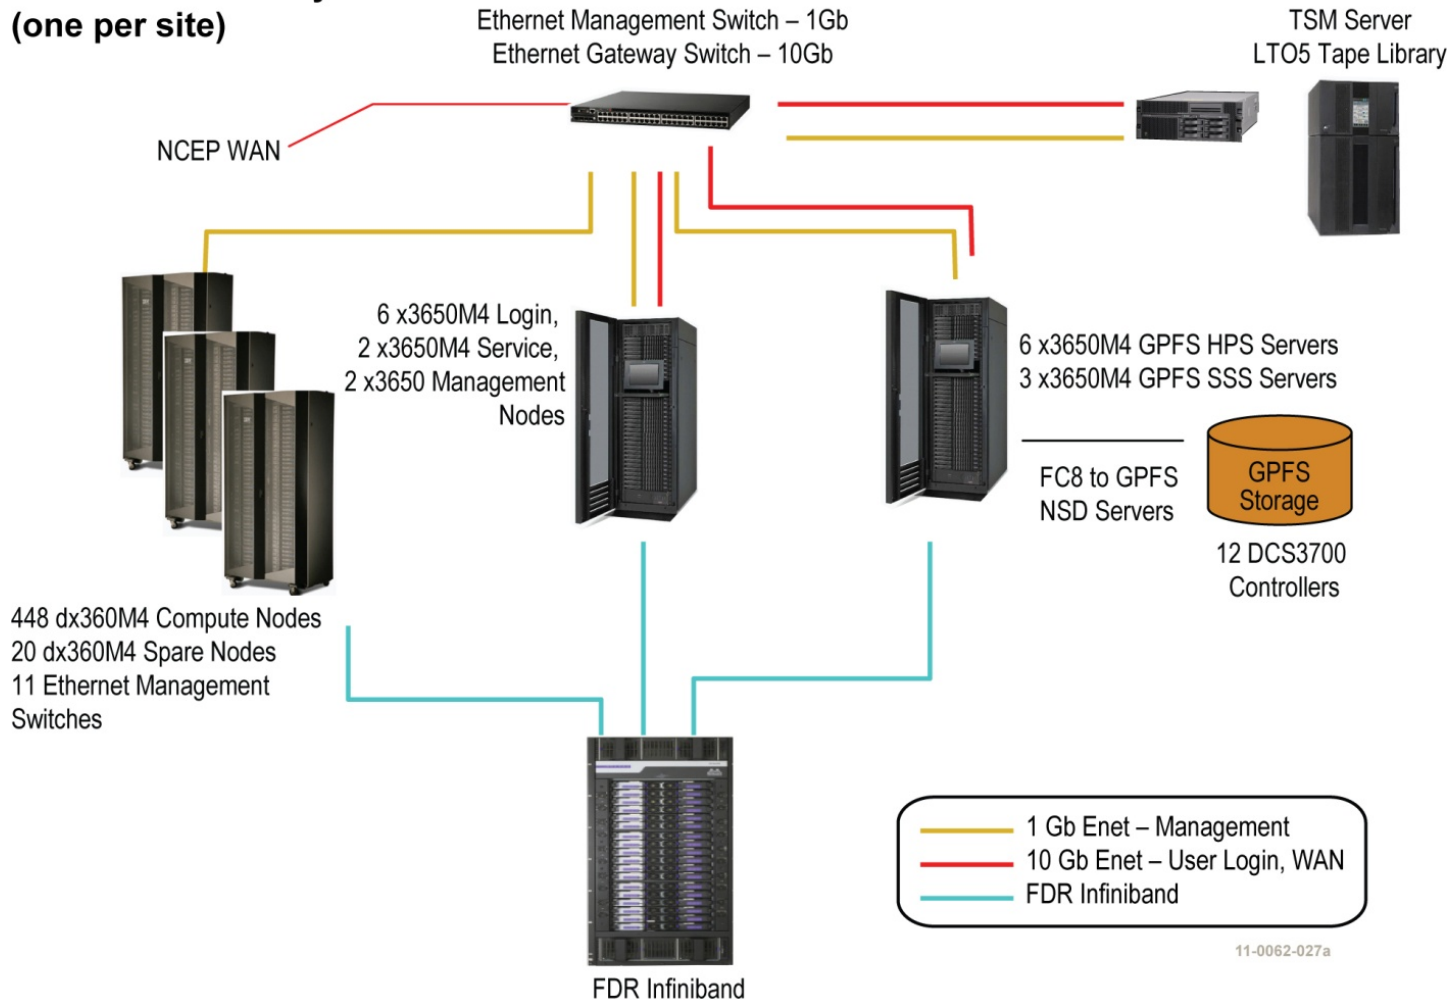 (one per site)
Ethernet Management Switch – 1Gb
Ethernet Gateway Switch – 10Gb
TSM Server
LTO5 Tape Library
NCEP WAN
6 x3650M4 Login,
2 x3650M4 Service,
2 x3650 Management
Nodes
6 x3650M4 GPFS HPS Servers
3 x3650M4 GPFS SSS Servers
FC8 to GPFS
NSD Servers
GPFS
Storage
12 DCS3700
Controllers
448 dx360M4 Compute Nodes
20 dx360M4 Spare Nodes
11 Ethernet Management
Switches
1 Gb Enet – Management
10 Gb Enet – User Login, WAN
FDR Infiniband
11-0062-027a
FDR Infiniband